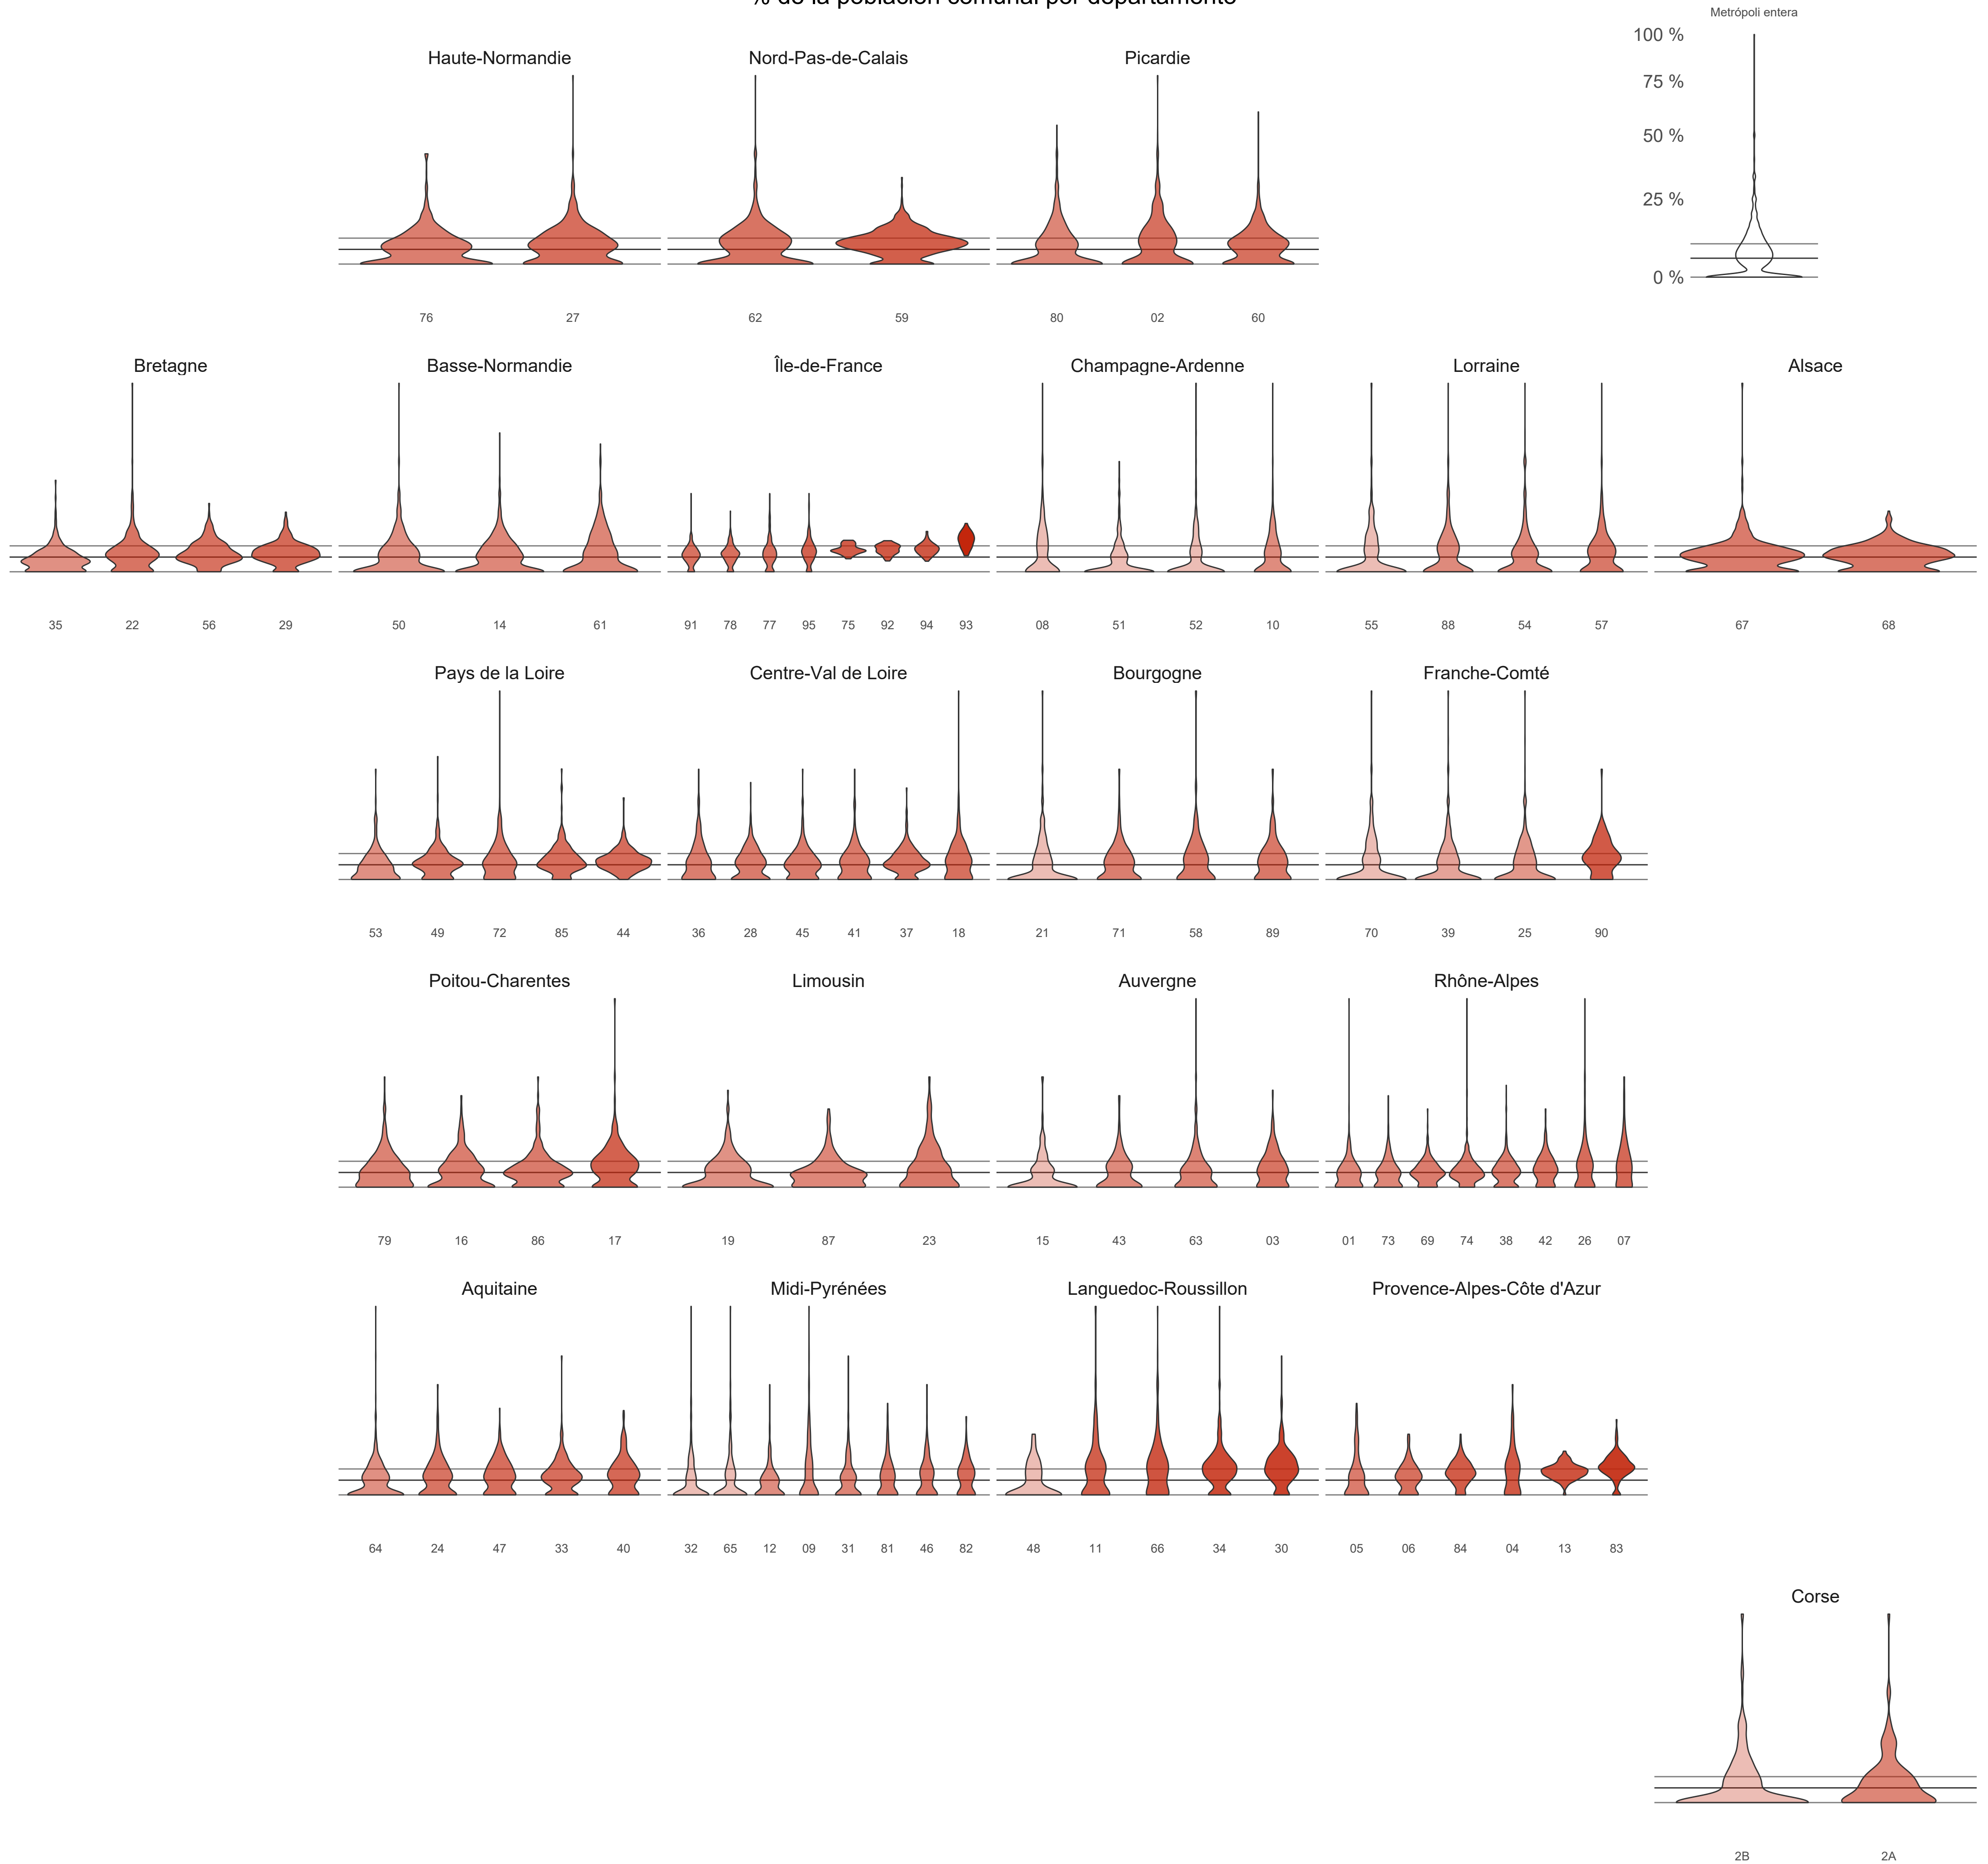 % de la población comunal por departamento
Metrópoli entera
100 %
75 %
50 %
25 %
0 %
Haute-Normandie Nord-Pas-de-Calais Picardie
76 27 62 59 80 02 60
Bretagne Basse-Normandie Île-de-France Champagne-Ardenne Lorraine Alsace
35 22 56 29 50 14 61 91 78 77 95 75 92 94 93 08 51 52 10 55 88 54 57 67 68
Pays de la Loire Centre-Val de Loire Bourgogne Franche-Comté
53 49 72 85 44 36 28 45 41 37 18 21 71 58 89 70 39 25 90
Poitou-Charentes Limousin Auvergne Rhône-Alpes
79 16 86 17 19 87 23 15 43 63 03 01 73 69 74 38 42 26 07
Aquitaine Midi-Pyrénées Languedoc-Roussillon Provence-Alpes-Côte d'Azur
64 24 47 33 40 32 65 12 09 31 81 46 82 48 11 66 34 30 05 06 84 04 13 83
Corse
2B 2A